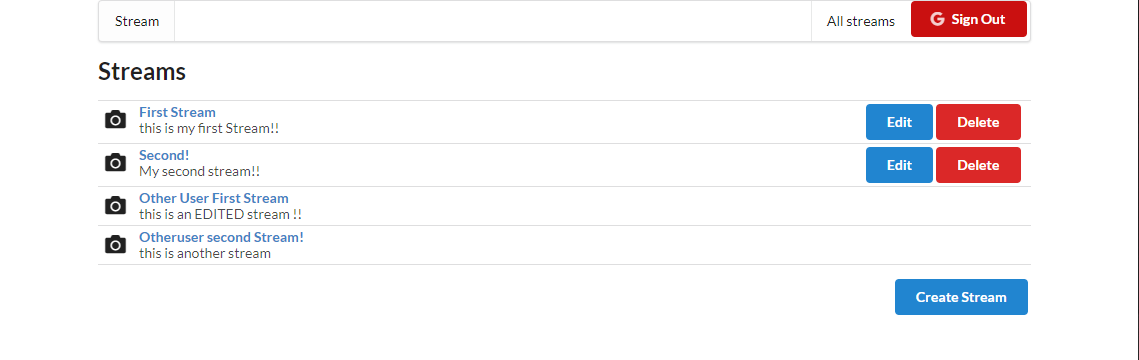 Stream
All streams
Sign Out
Streams
First Stream
this is my first Stream!!
Edit
Delete
Second!
My second stream!!
Edit
Delete
Other User First Stream
this is an EDITED stream !!
Otheruser second Stream!
this is another stream
Create Stream